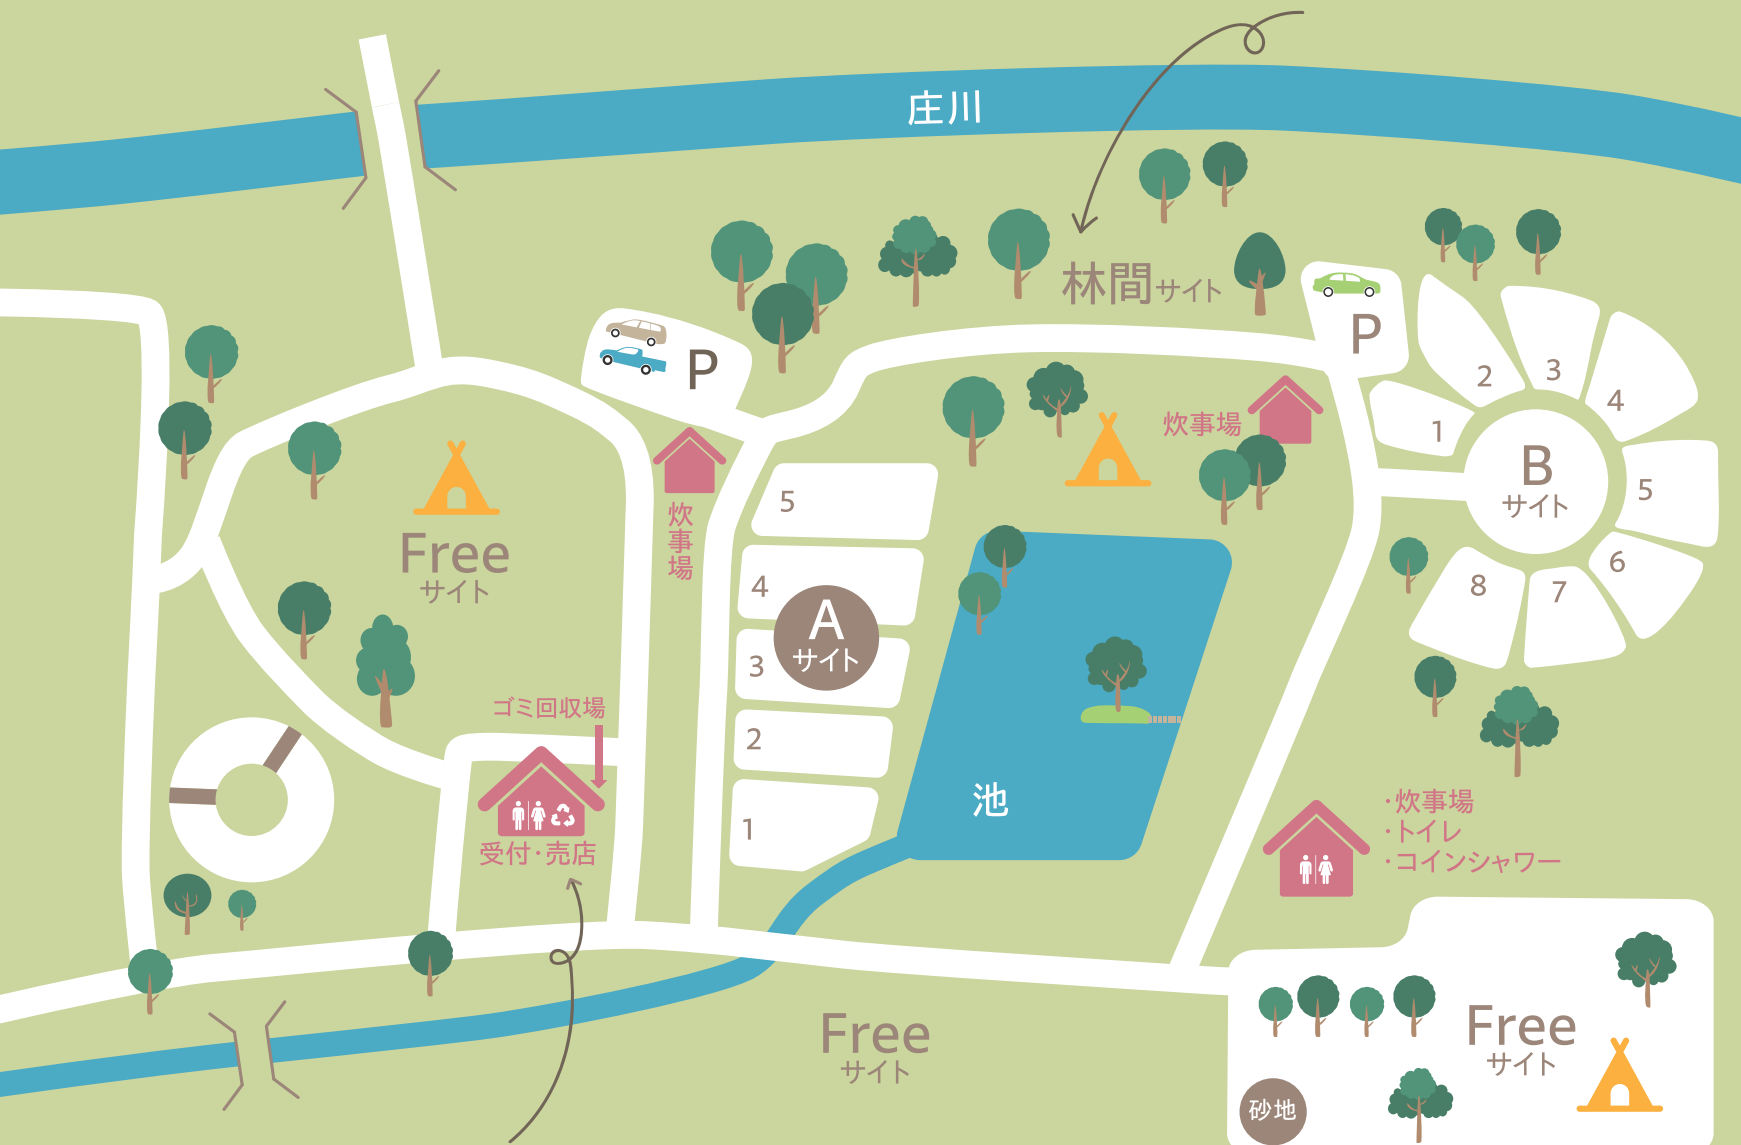 庄川
林間サイト
P
P
2
3
4
1
炊事場
B
サイト
5
6
7
8
Free
サイト
炊事場
5
4
A
サイト
3
2
1
ゴミ回収場
受付・売店
池
・炊事場
・トイレ
・コインシャワー
Free
サイト
Free
サイト
砂地